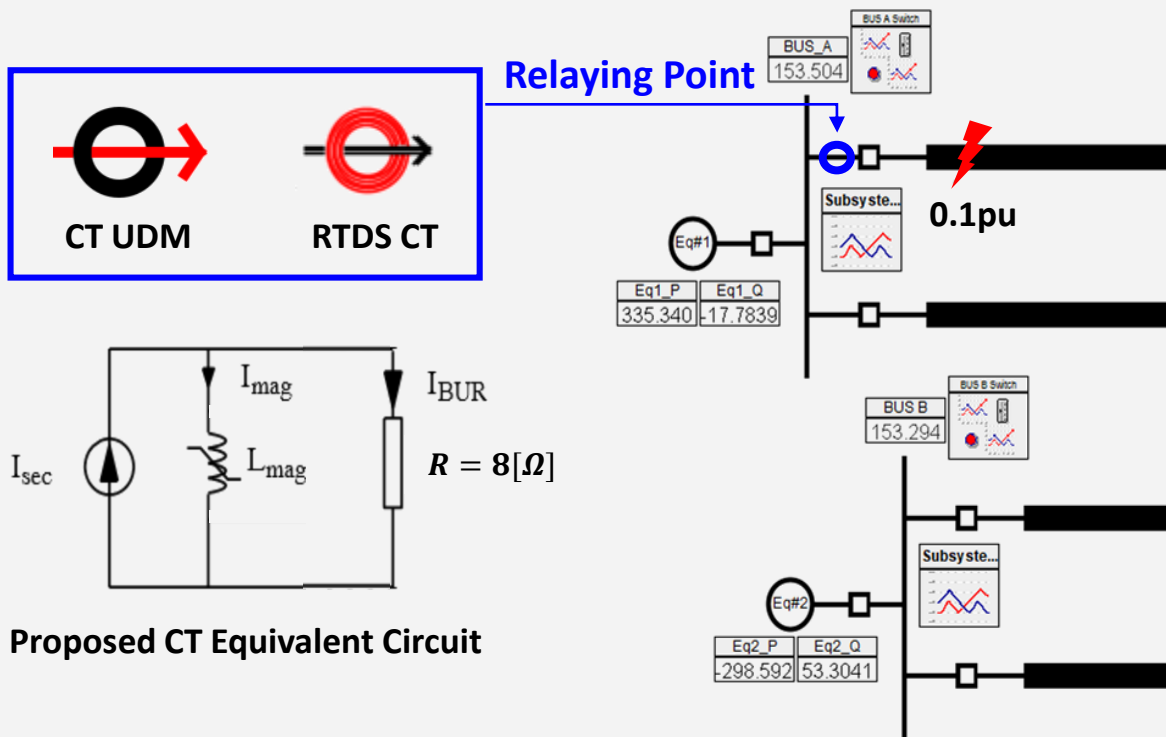 BUS A Switch
BUS_A
153.504
Relaying Point
CT UDM
RTDS CT
Subsyste...
0.1pu
Eq#1
Eq1_P Eq1_Q
335.340 -17.7839
I_mag
I_BUR
I_sec
L_mag
R = 8[Ω]
BUS B Switch
BUS B
153.294
Subsyste...
Eq#2
Eq2_P Eq2_Q
-298.592 53.3041
Proposed CT Equivalent Circuit